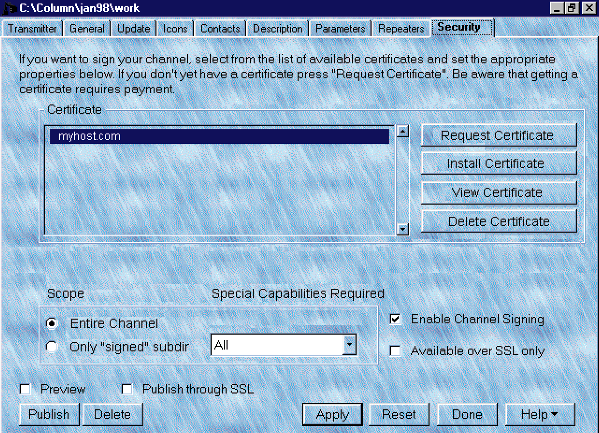 C:\Column\jan98\work
Transmitter General Update Icons Contacts Description Parameters Repeaters Security
If you want to sign your channel, select from the list of available certificates and set the appropriate
properties below. If you don't yet have a certificate press "Request Certificate". Be aware that getting a
certificate requires payment.
Certificate
myhost.com
Request Certificate
Install Certificate
View Certificate
Delete Certificate
Scope Special Capabilities Required
Entire Channel
Only "signed" subdir All
Enable Channel Signing
Available over SSL only
Preview Publish through SSL
Publish Delete Apply Reset Done Help